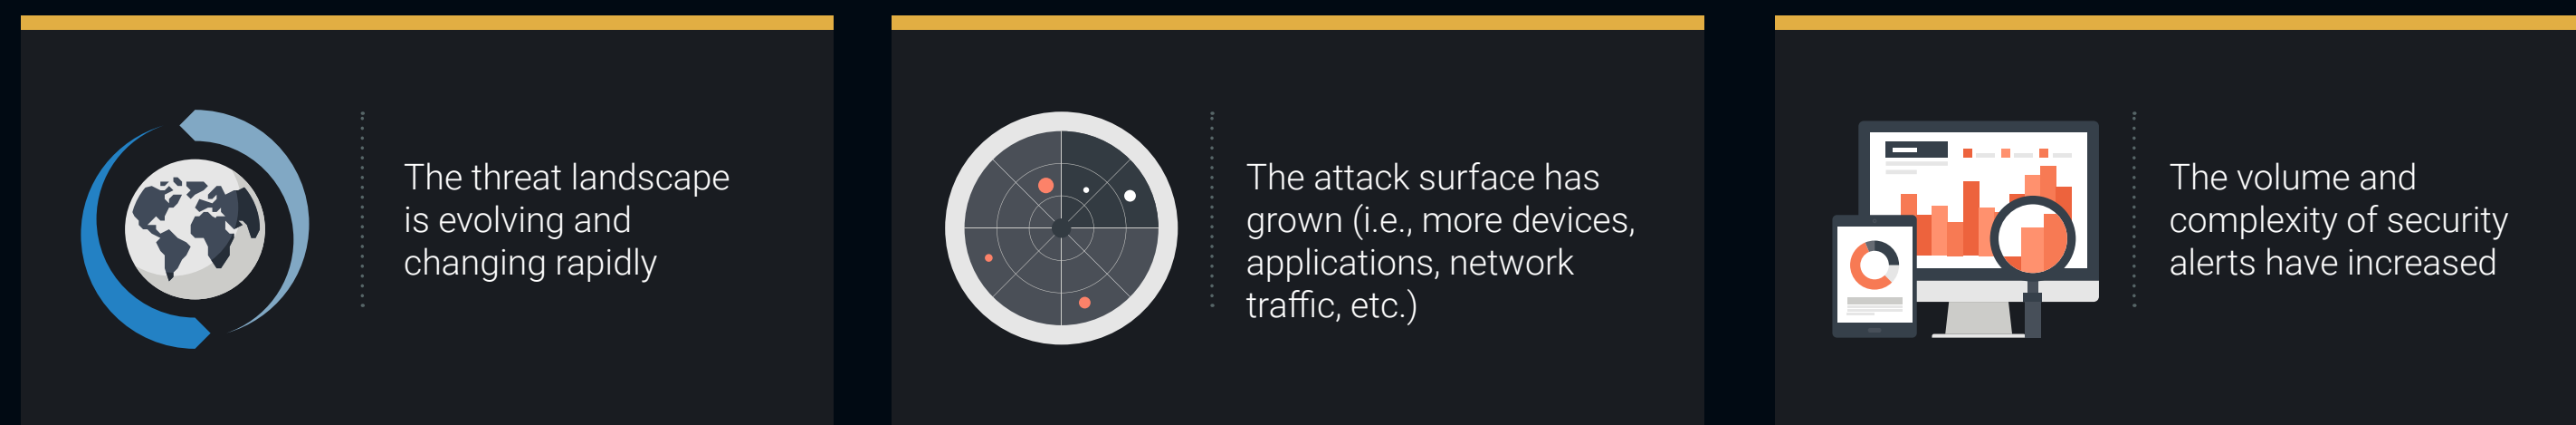 The threat landscape
is evolving and
changing rapidly
The attack surface has
grown (i.e., more devices,
applications, network
traffic, etc.)
The volume and
complexity of security
alerts have increased